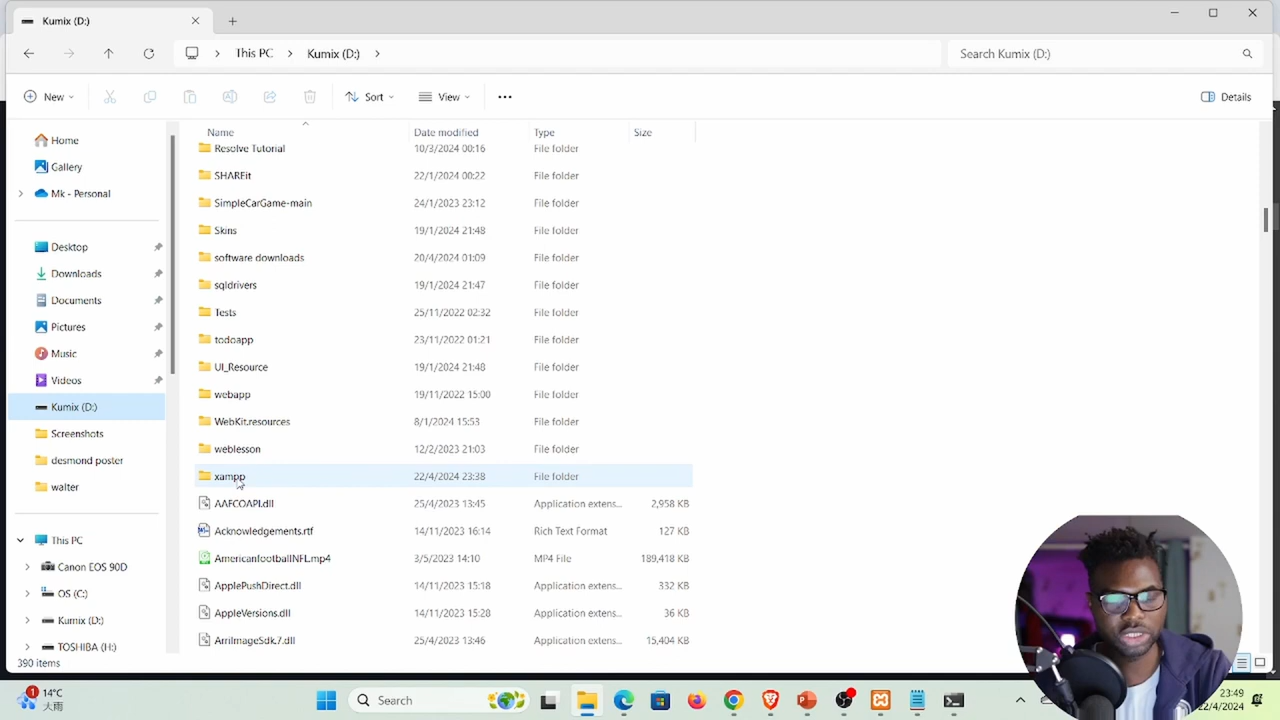 Kumix (D:)
This PC
Kumix (D:)
Search Kumix (D:)
New
Sort
View
Details
Home
Gallery
Mk - Personal
Desktop
Downloads
Documents
Pictures
Music
Videos
Kumix (D:)
Screenshots
desmond poster
walter
This PC
Canon EOS 90D
OS (C:)
Kumix (D:)
TOSHIBA (H:)
Name Date modified Type Size
Resolve Tutorial 10/3/2024 00:16 File folder
SHAREit 22/1/2024 00:22 File folder
SimpleCarGame-main 24/1/2023 23:12 File folder
Skins 19/1/2024 21:48 File folder
software downloads 20/4/2024 01:09 File folder
sqldrivers 19/1/2024 21:47 File folder
Tests 25/11/2022 02:32 File folder
todoapp 23/11/2022 01:21 File folder
UI_Resource 19/1/2024 21:48 File folder
webapp 19/11/2022 15:00 File folder
WebKit.resources 8/1/2024 15:53 File folder
weblesson 12/2/2023 21:03 File folder
xampp 22/4/2024 23:38 File folder
AAFCOAPI.dll 25/4/2023 13:45 Application extens... 2,958 KB
Acknowledgements.rtf 14/11/2023 16:14 Rich Text Format 127 KB
AmericanfootballNFL.mp4 3/5/2023 14:10 MP4 File 189,418 KB
ApplePushDirect.dll 14/11/2023 15:18 Application extens... 332 KB
AppleVersions.dll 14/11/2023 15:28 Application extens... 36 KB
ArriImageSdk.7.dll 25/4/2023 13:46 Application extens... 15,404 KB
390 items
1
14°C
大雨
Search
23:49
22/4/2024